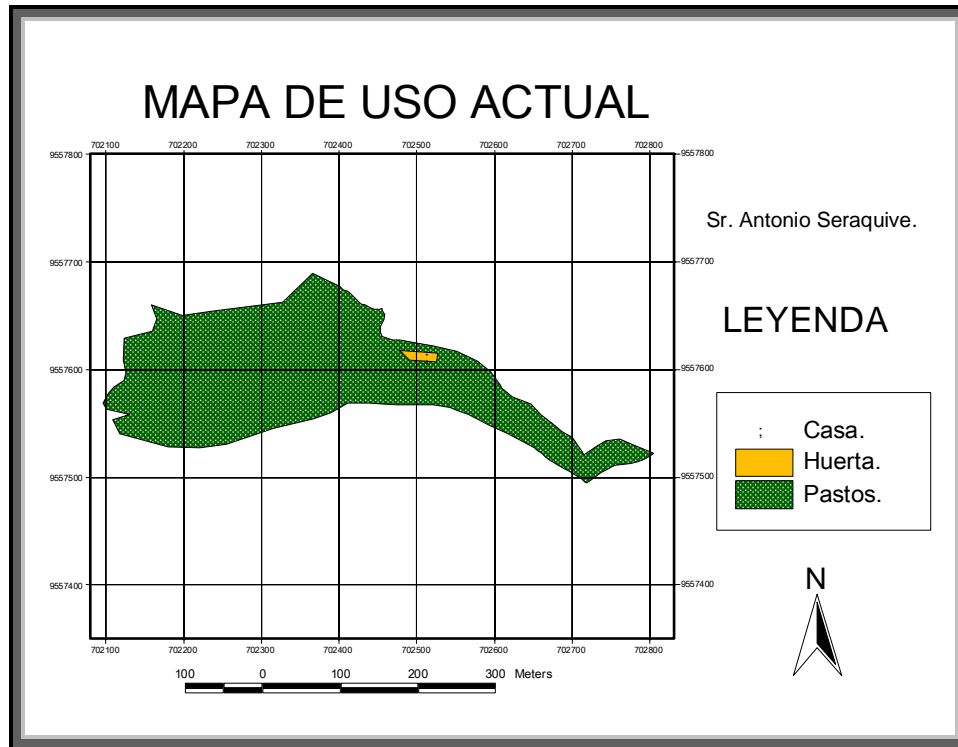 MAPA DE USO ACTUAL
702100 702200 702300 702400 702500 702600 702700 702800
9557800 9557800
Sr. Antonio Seraquive.
9557700 9557700
LEYENDA
9557600 9557600
; Casa.
Huerta.
Pastos.
9557500 9557500
N
9557400 9557400
702100 702200 702300 702400 702500 702600 702700 702800
100 0 100 200 300 Meters